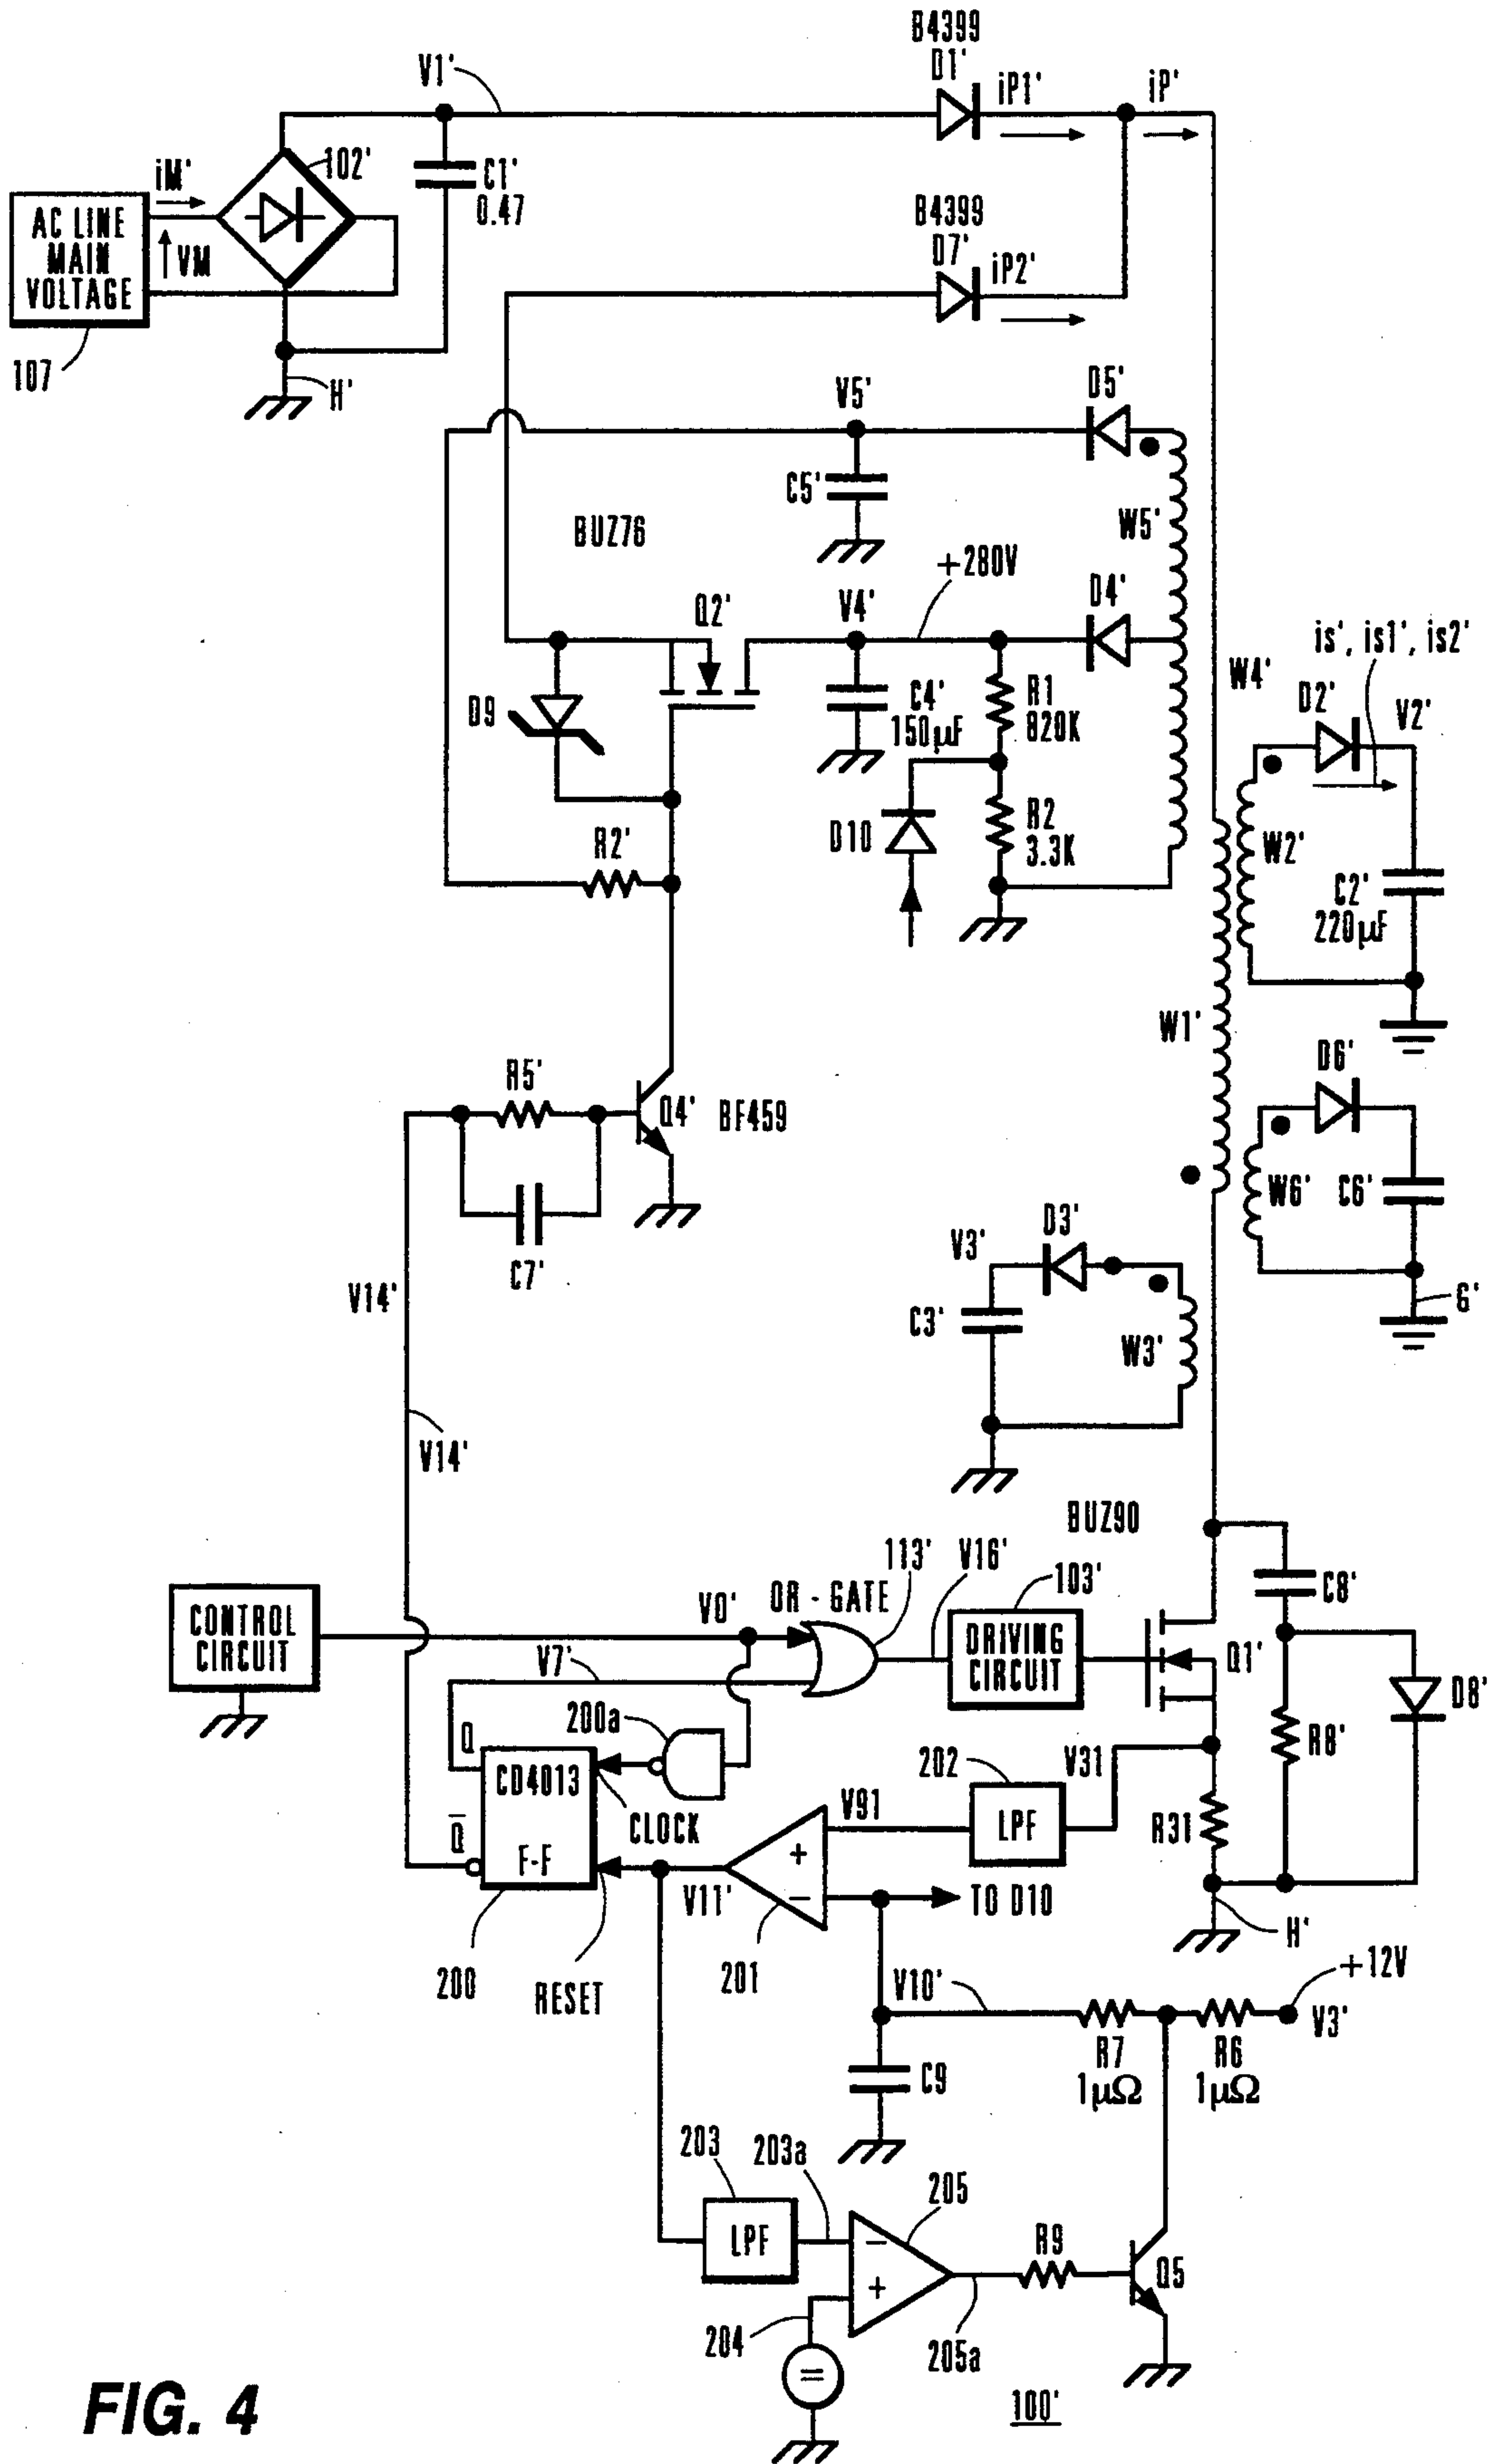 B4399
D1'
V1'
iP1'
iP'
102'
iM'
C1'
0.47
AC LINE
MAIN
VOLTAGE
VM
B4399
D7'
iP2'
107
H'
V5'
D5'
C5'
W5'
BUZ76
+280V
Q2'
V4'
D4'
is', is1', is2'
W4'
D2'
V2'
D9
C4'
150µF
R1
820K
R2'
D10
R2
3.3K
W2'
C2'
220µF
W1'
R5'
Q4'
BF459
D6'
C7'
W6'
C6'
V3'
D3'
V14'
C3'
W3'
G'
V14'
BUZ90
113'
V16'
103'
C8'
CONTROL
CIRCUIT
V0'
OR - GATE
DRIVING
CIRCUIT
Q1'
V7'
D8'
200a
R8'
Q
CD4013
202
V31
CLOCK
V91
LPF
R31
Q
F-F
+
−
V11'
TO D10
200
RESET
201
H'
V10'
+12V
V3'
R7
1µΩ
R6
1µΩ
C9
203
203a
205
LPF
−
+
R9
Q5
204
205a
=
100'
FIG. 4